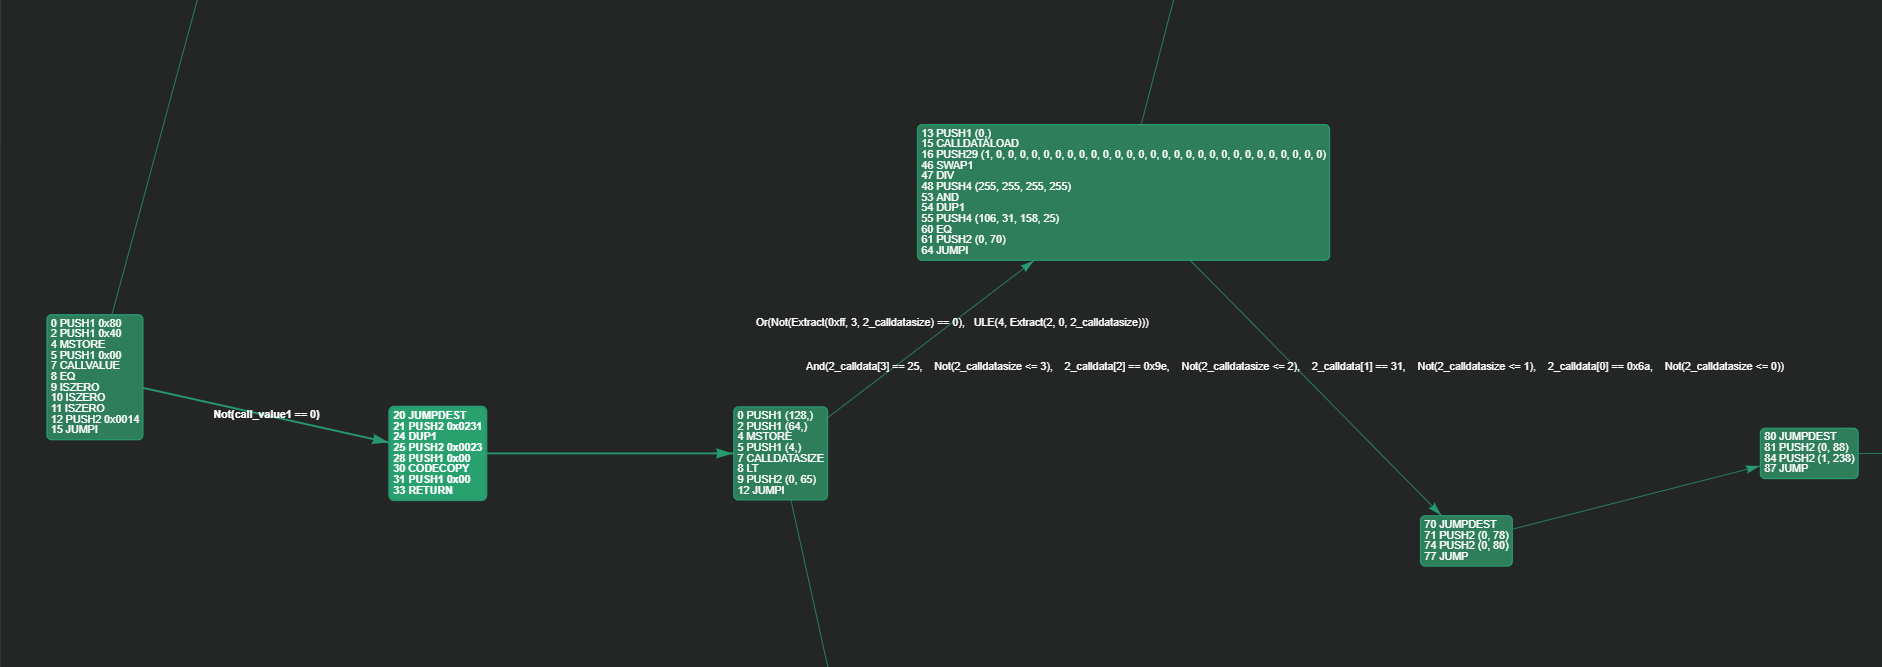 13 PUSH1 (0,)
15 CALLDATALOAD
16 PUSH29 (1, 0, 0, 0, 0, 0, 0, 0, 0, 0, 0, 0, 0, 0, 0, 0, 0, 0, 0, 0, 0, 0, 0, 0, 0, 0, 0, 0, 0)
46 SWAP1
47 DIV
48 PUSH4 (255, 255, 255, 255)
53 AND
54 DUP1
55 PUSH4 (106, 31, 158, 25)
60 EQ
61 PUSH2 (0, 70)
64 JUMPI
0 PUSH1 0x80
2 PUSH1 0x40
4 MSTORE
5 PUSH1 0x00
7 CALLVALUE
8 EQ
9 ISZERO
10 ISZERO
11 ISZERO
12 PUSH2 0x0014
15 JUMPI
Not(call_value1 == 0)
20 JUMPDEST
21 PUSH2 0x0231
24 DUP1
25 PUSH2 0x0023
28 PUSH1 0x00
30 CODECOPY
31 PUSH1 0x00
33 RETURN
0 PUSH1 (128,)
2 PUSH1 (64,)
4 MSTORE
5 PUSH1 (4,)
7 CALLDATASIZE
8 LT
9 PUSH2 (0, 65)
12 JUMPI
Or(Not(Extract(0xff, 3, 2_calldatasize) == 0), ULE(4, Extract(2, 0, 2_calldatasize)))
And(2_calldata[3] == 25, Not(2_calldatasize <= 3), 2_calldata[2] == 0x9e, Not(2_calldatasize <= 2), 2_calldata[1] == 31, Not(2_calldatasize <= 1), 2_calldata[0] == 0x6a, Not(2_calldatasize <= 0))
70 JUMPDEST
71 PUSH2 (0, 78)
74 PUSH2 (0, 80)
77 JUMP
80 JUMPDEST
81 PUSH2 (0, 88)
84 PUSH2 (1, 238)
87 JUMP